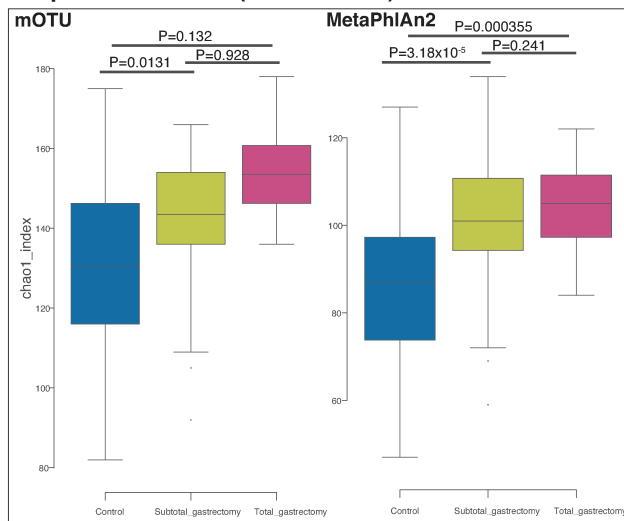 mOTU
MetaPhlAn2
P=0.132
P=0.0131
P=0.928
P=0.000355
P=3.18x10⁻⁵
P=0.241
chao1_index
180
160
140
120
100
80
120
100
80
60
Control
Subtotal_gastrectomy
Total_gastrectomy
Control
Subtotal_gastrectomy
Total_gastrectomy